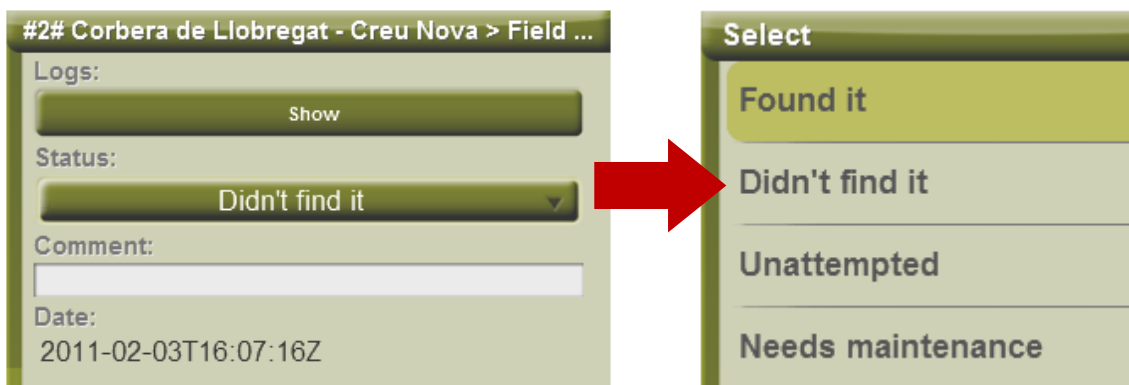 #2# Corbera de Llobregat - Creu Nova > Field ...
Logs:
Show
Status:
Didn't find it
Comment:
Date:
2011-02-03T16:07:16Z
Select
Found it
Didn't find it
Unattempted
Needs maintenance